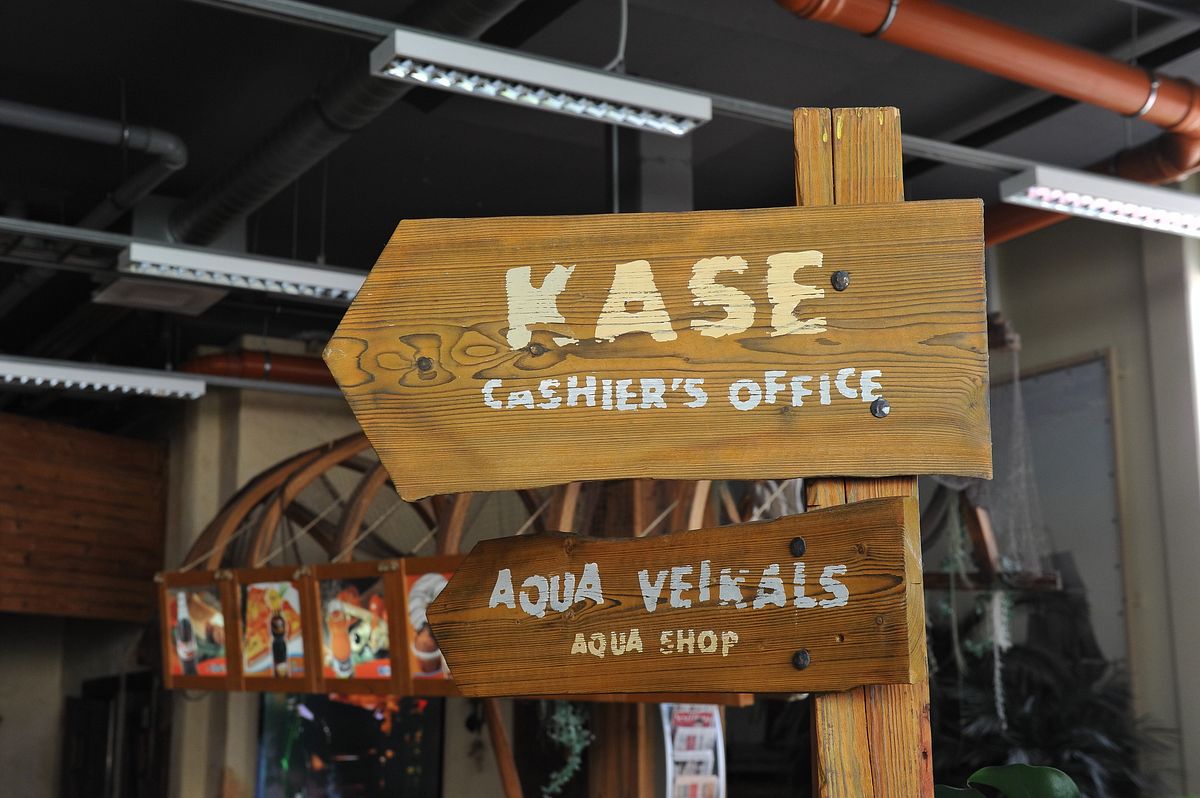 KASE
CASHIER'S OFFICE
AQUA VEIKALS
AQUA SHOP